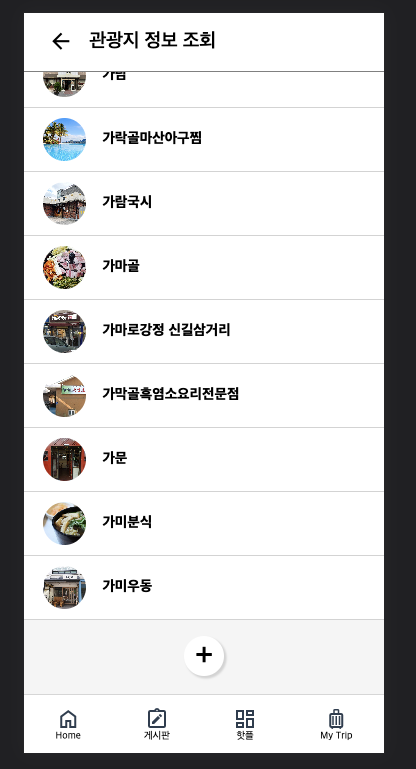 관광지 정보 조회
가람
가락골마산아구찜
가람국시
가마골
가마로강정 신길삼거리
가막골흑염소요리전문점
가문
가미분식
가미우동
+
Home
게시판
핫플
My Trip